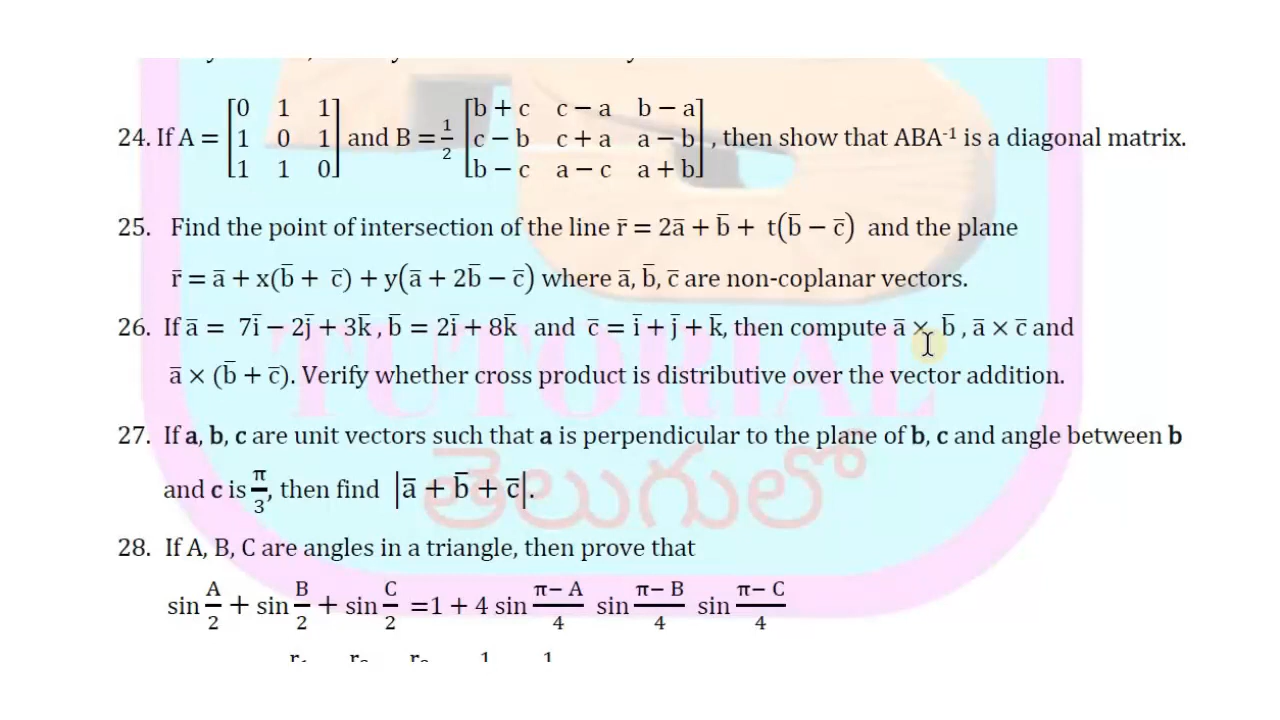 24. If A = [0 1 1 1 0 1 1 1 0] and B = 1/2 [b + c c − a b − a c − b c + a a − b b − c a − c a + b], then show that ABA⁻¹ is a diagonal matrix.
25. Find the point of intersection of the line r̄ = 2ā + b̄ + t(b̄ − c̄) and the plane
r̄ = ā + x(b̄ + c̄) + y(ā + 2b̄ − c̄) where ā, b̄, c̄ are non-coplanar vectors.
26. If ā = 7ī − 2j̄ + 3k̄, b̄ = 2ī + 8k̄ and c̄ = ī + j̄ + k̄, then compute ā × b̄, ā × c̄ and
ā × (b̄ + c̄). Verify whether cross product is distributive over the vector addition.
27. If a, b, c are unit vectors such that a is perpendicular to the plane of b, c and angle between b
and c is π/3, then find |ā + b̄ + c̄|.
28. If A, B, C are angles in a triangle, then prove that
sin A/2 + sin B/2 + sin C/2 =1 + 4 sin π− A/4 sin π− B/4 sin π− C/4
TUTORIAL
తెలుగులో